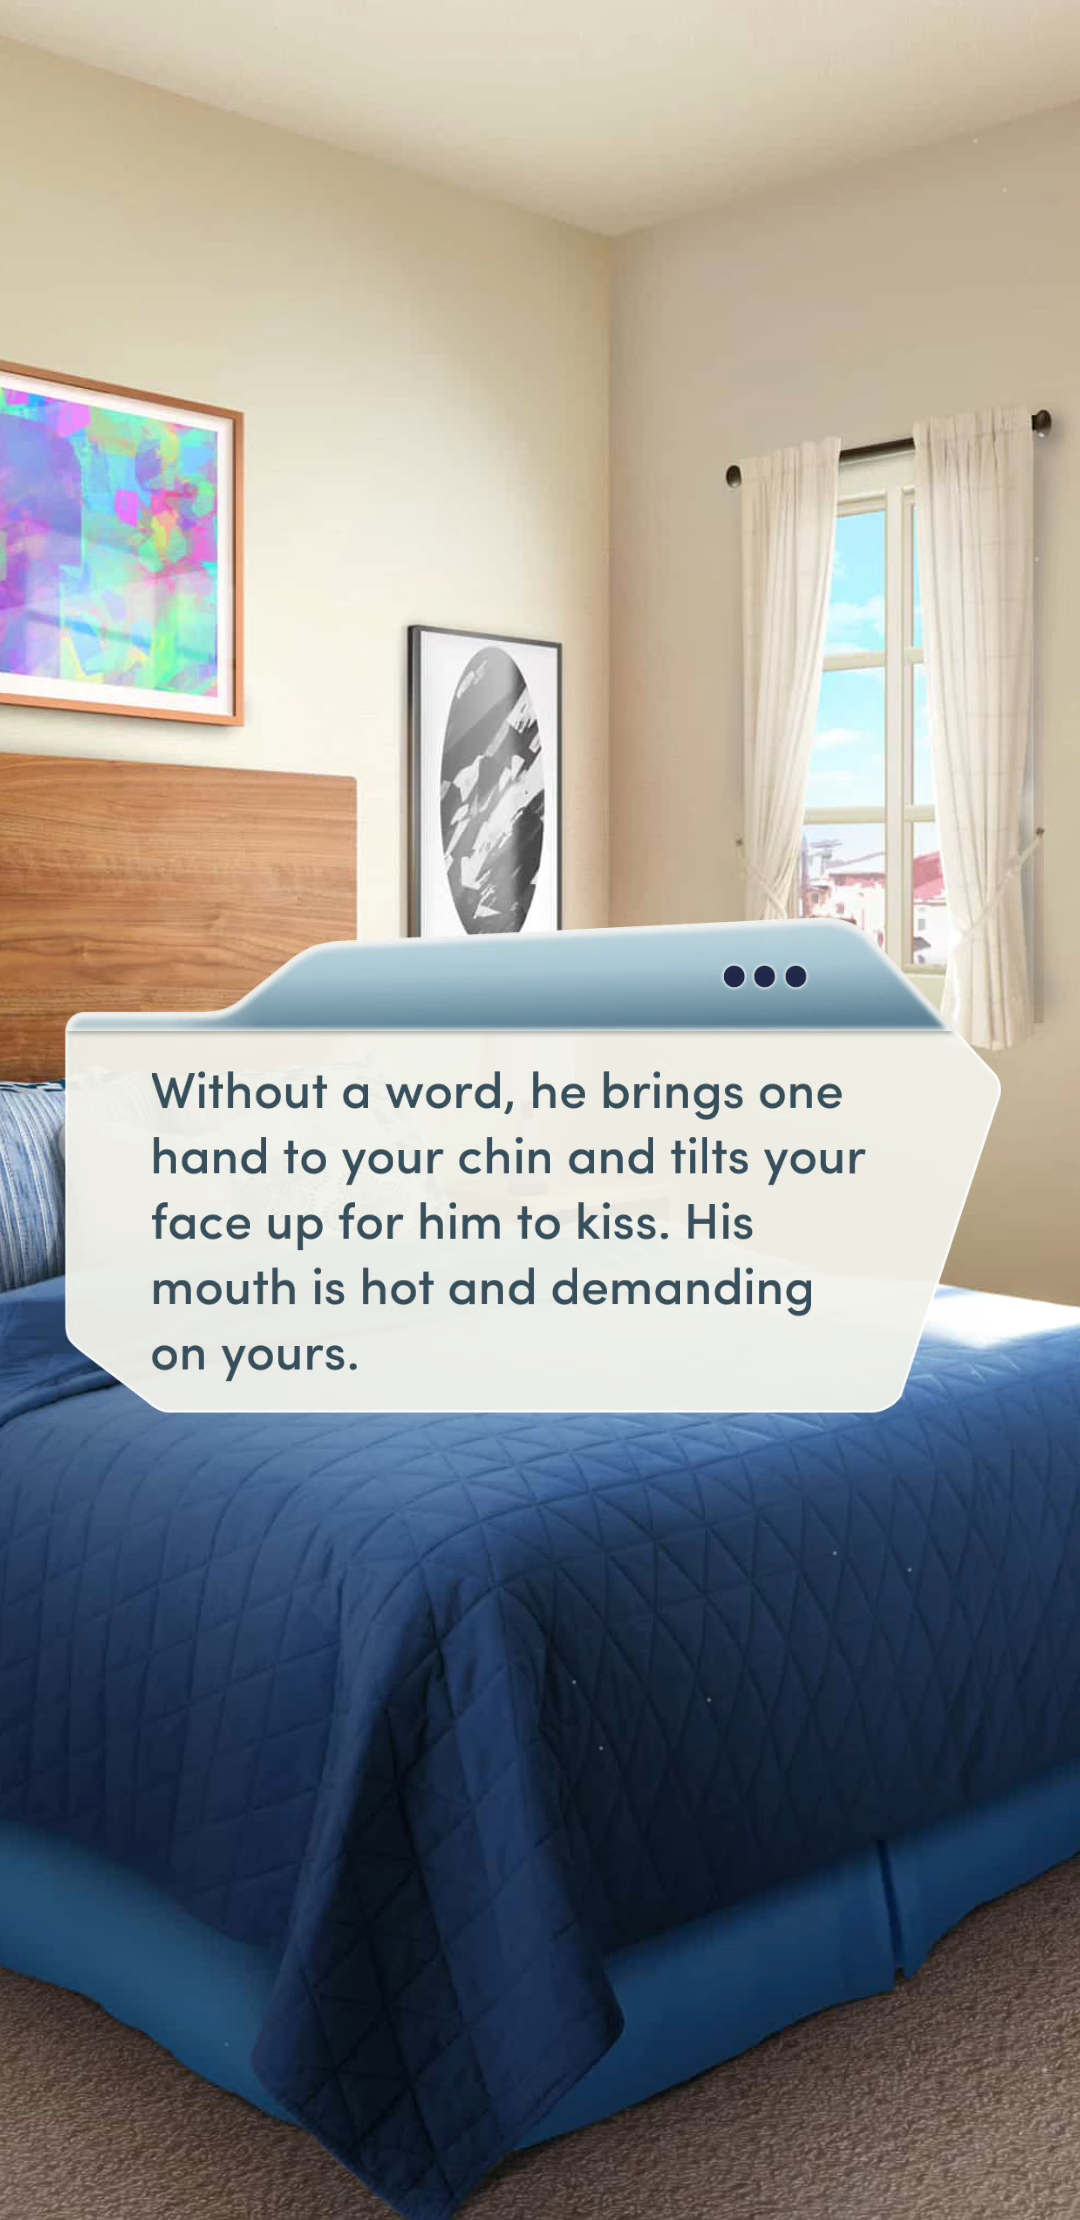 Without a word, he brings one
hand to your chin and tilts your
face up for him to kiss. His
mouth is hot and demanding
on yours.